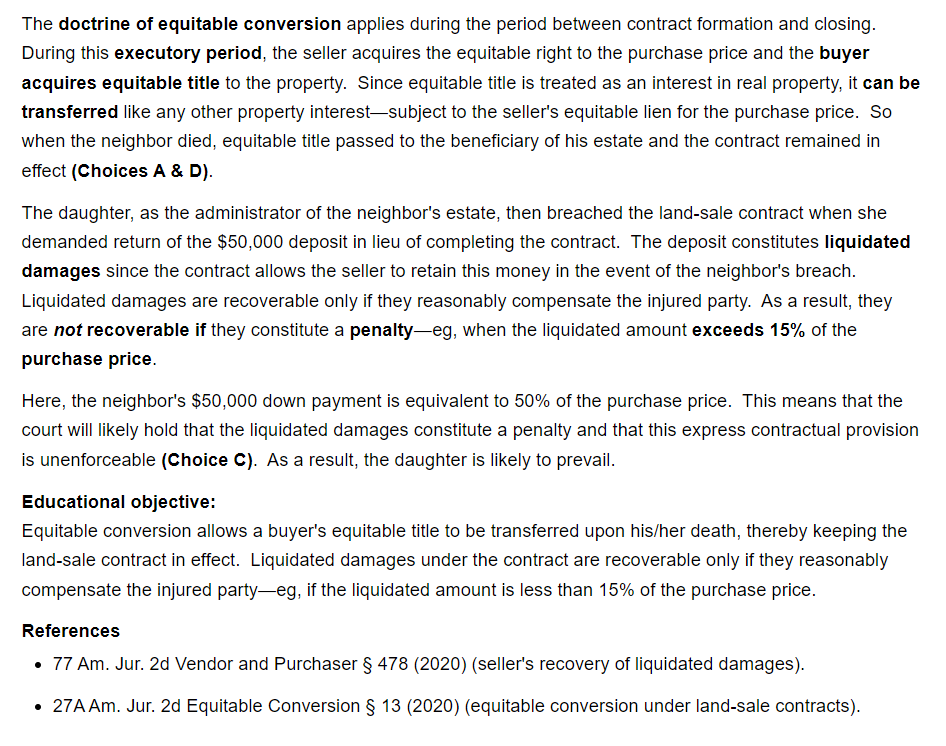 The doctrine of equitable conversion applies during the period between contract formation and closing.
During this executory period, the seller acquires the equitable right to the purchase price and the buyer
acquires equitable title to the property. Since equitable title is treated as an interest in real property, it can be
transferred like any other property interest—subject to the seller's equitable lien for the purchase price. So
when the neighbor died, equitable title passed to the beneficiary of his estate and the contract remained in
effect (Choices A & D).
The daughter, as the administrator of the neighbor's estate, then breached the land-sale contract when she
demanded return of the $50,000 deposit in lieu of completing the contract. The deposit constitutes liquidated
damages since the contract allows the seller to retain this money in the event of the neighbor's breach.
Liquidated damages are recoverable only if they reasonably compensate the injured party. As a result, they
are not recoverable if they constitute a penalty—eg, when the liquidated amount exceeds 15% of the
purchase price.
Here, the neighbor's $50,000 down payment is equivalent to 50% of the purchase price. This means that the
court will likely hold that the liquidated damages constitute a penalty and that this express contractual provision
is unenforceable (Choice C). As a result, the daughter is likely to prevail.
Educational objective:
Equitable conversion allows a buyer's equitable title to be transferred upon his/her death, thereby keeping the
land-sale contract in effect. Liquidated damages under the contract are recoverable only if they reasonably
compensate the injured party—eg, if the liquidated amount is less than 15% of the purchase price.
References
• 77 Am. Jur. 2d Vendor and Purchaser § 478 (2020) (seller's recovery of liquidated damages).
• 27A Am. Jur. 2d Equitable Conversion § 13 (2020) (equitable conversion under land-sale contracts).